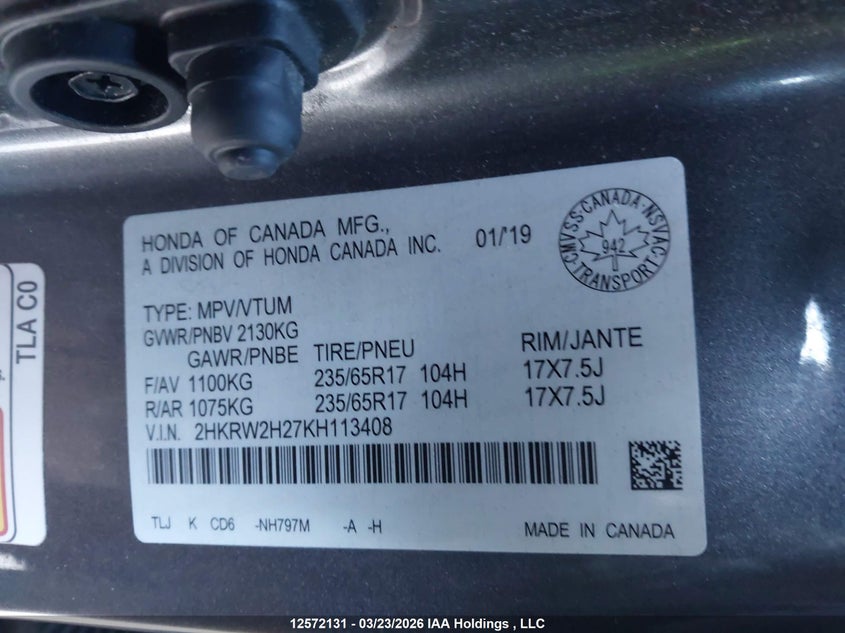 HONDA OF CANADA MFG.,
A DIVISION OF HONDA CANADA INC.
01/'19
CMVSS·CANADA·NSVAC
942
TRANSPORT
TYPE: MPV/VTUM
GVWR/PNBV 2130KG
GAWR/PNBE TIRE/PNEU RIM/JANTE
F/AV 1100KG 235/65R17 104H 17X7.5J
R/AR 1075KG 235/65R17 104H 17X7.5J
V.I.N. 2HKRW2H27KH113408
TLJ K CD6 -NH797M -A -H MADE IN CANADA
TLA C0
12572131 - 03/23/2026 IAA Holdings , LLC